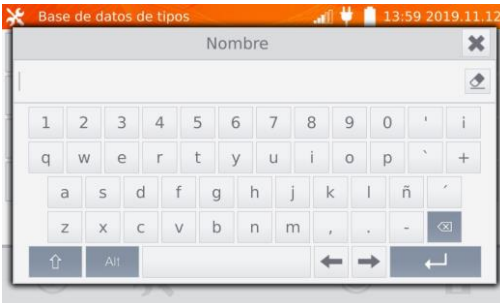 Base de datos de tipos 13:59 2019.11.12
Nombre
1 2 3 4 5 6 7 8 9 0 ' ¡
q w e r t y u i o p ` +
a s d f g h j k l ñ ´
z x c v b n m , . -
Alt